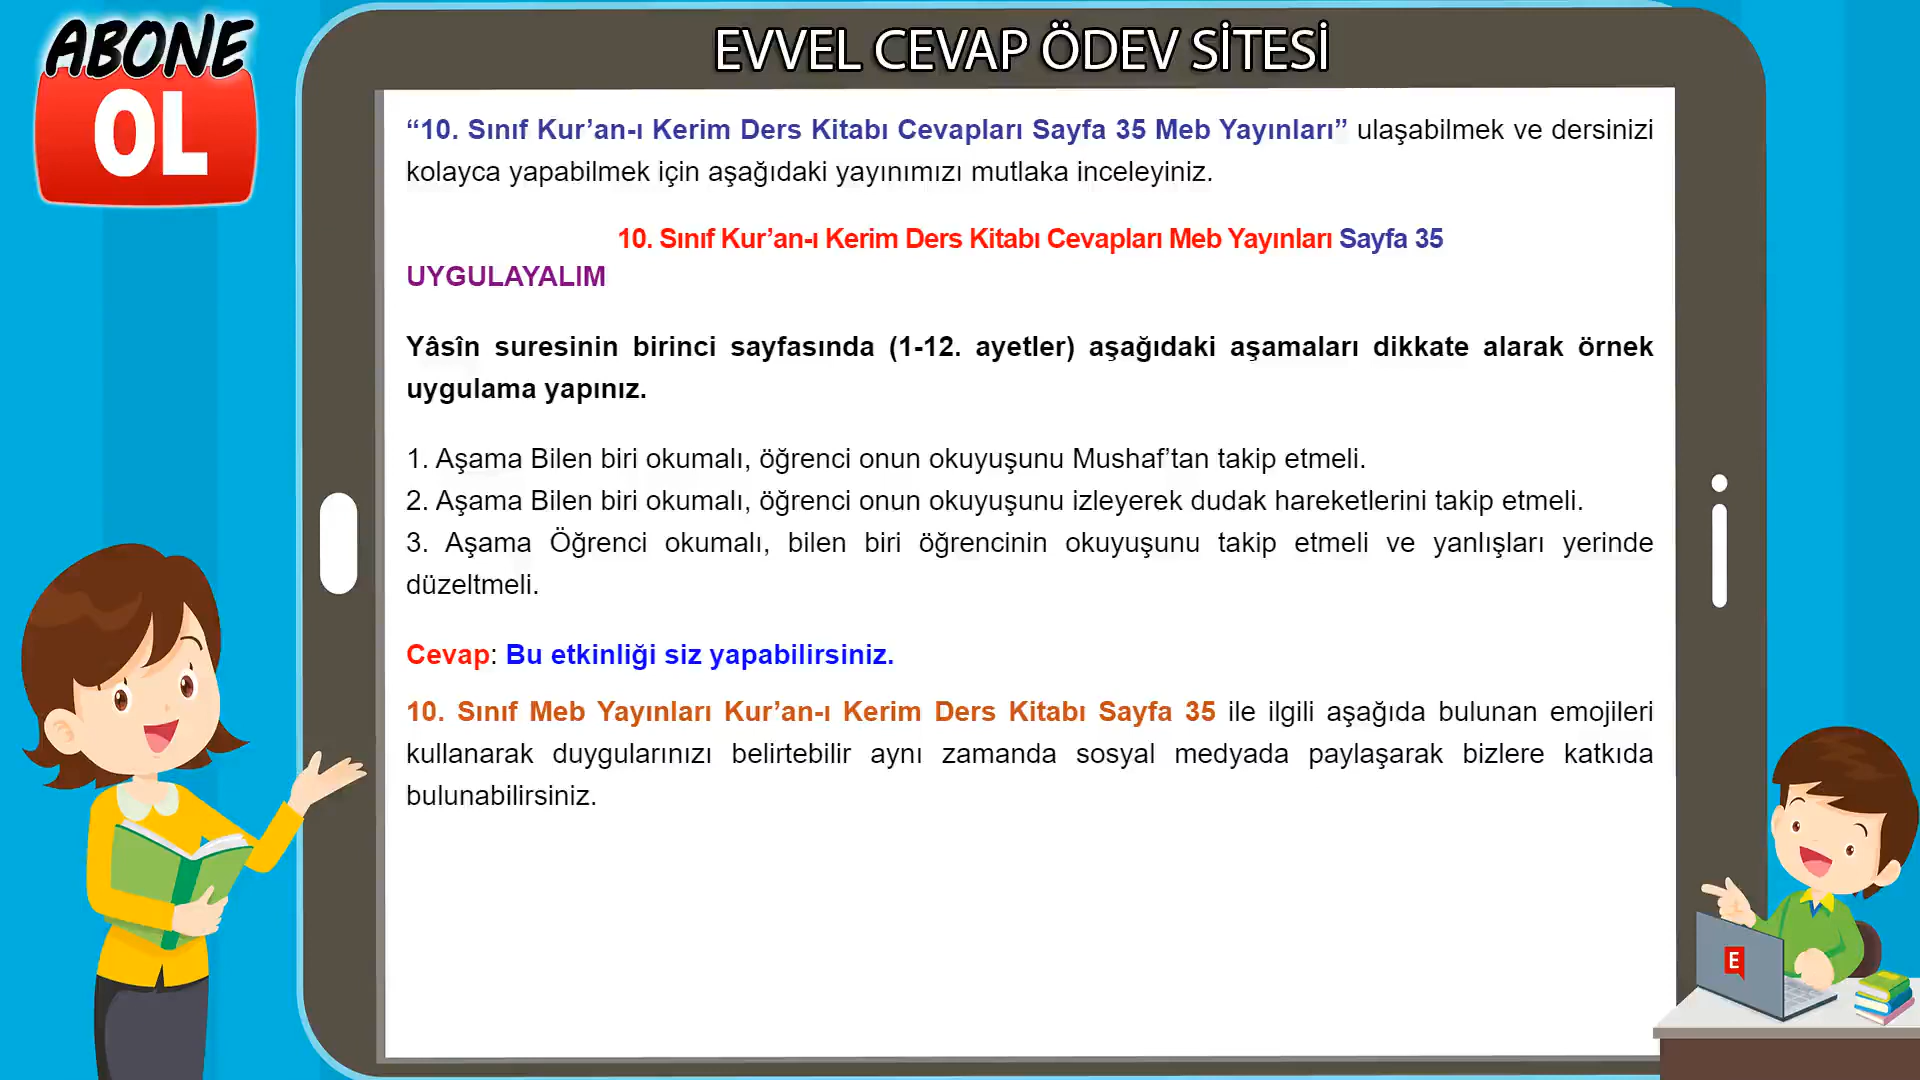 ABONE
OL
EVVEL CEVAP ÖDEV SİTESİ
“10. Sınıf Kur’an-ı Kerim Ders Kitabı Cevapları Sayfa 35 Meb Yayınları” ulaşabilmek ve dersinizi
kolayca yapabilmek için aşağıdaki yayınımızı mutlaka inceleyiniz.
10. Sınıf Kur’an-ı Kerim Ders Kitabı Cevapları Meb Yayınları Sayfa 35
UYGULAYALIM
Yâsîn suresinin birinci sayfasında (1-12. ayetler) aşağıdaki aşamaları dikkate alarak örnek
uygulama yapınız.
1. Aşama Bilen biri okumalı, öğrenci onun okuyuşunu Mushaf’tan takip etmeli.
2. Aşama Bilen biri okumalı, öğrenci onun okuyuşunu izleyerek dudak hareketlerini takip etmeli.
3. Aşama Öğrenci okumalı, bilen biri öğrencinin okuyuşunu takip etmeli ve yanlışları yerinde
düzeltmeli.
Cevap: Bu etkinliği siz yapabilirsiniz.
10. Sınıf Meb Yayınları Kur’an-ı Kerim Ders Kitabı Sayfa 35 ile ilgili aşağıda bulunan emojileri
kullanarak duygularınızı belirtebilir aynı zamanda sosyal medyada paylaşarak bizlere katkıda
bulunabilirsiniz.
E